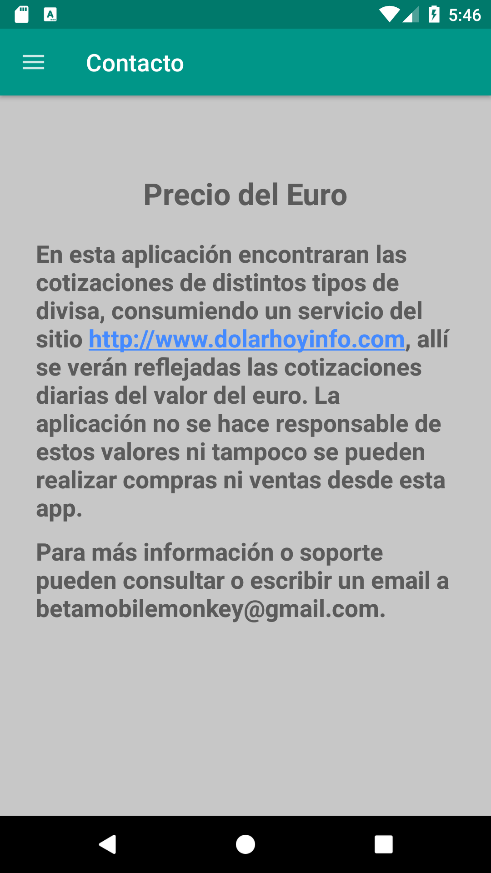 5:46
Contacto
Precio del Euro
En esta aplicación encontraran las
cotizaciones de distintos tipos de
divisa, consumiendo un servicio del
sitio http://www.dolarhoyinfo.com, allí
se verán reflejadas las cotizaciones
diarias del valor del euro. La
aplicación no se hace responsable de
estos valores ni tampoco se pueden
realizar compras ni ventas desde esta
app.
Para más información o soporte
pueden consultar o escribir un email a
betamobilemonkey@gmail.com.